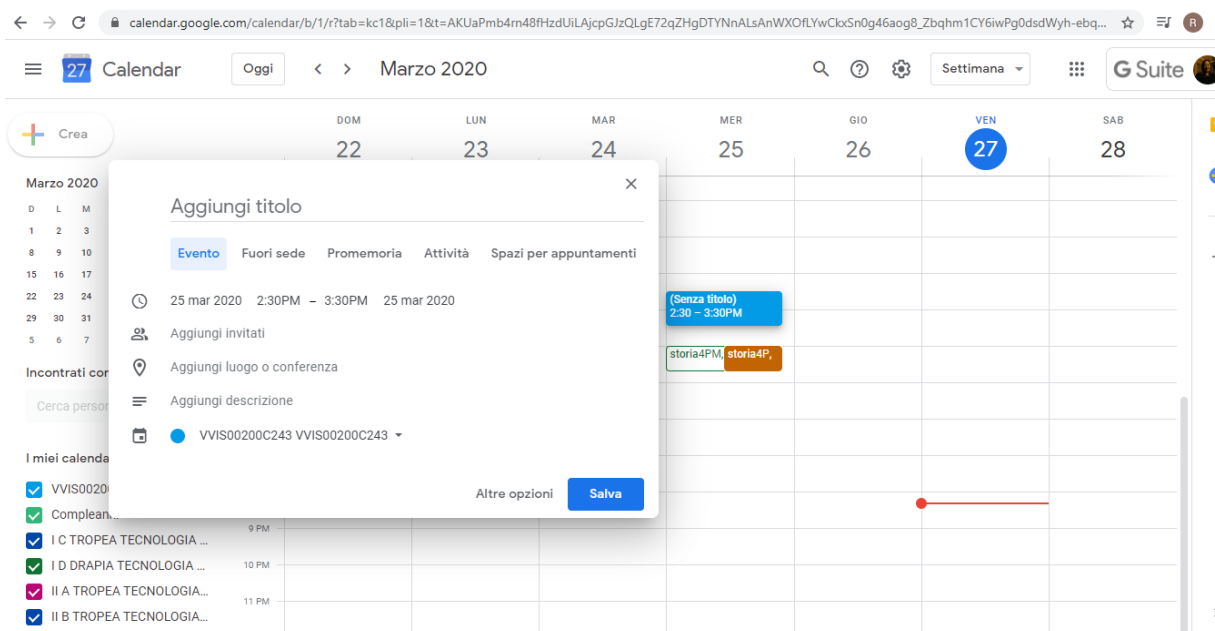 calendar.google.com/calendar/b/1/r?tab=kc1&pli=1&t=AKUaPmb4rn48fHzdUiLAjcpGJzQLgE72qZHgDTYNnALsAnWXOfLYwCkxSn0g46aog8_Zbqhm1CY6iwPg0dsdWyh-ebq...
R
27 Calendar Oggi Marzo 2020 Settimana G Suite
Crea
DOM LUN MAR MER GIO VEN SAB
22 23 24 25 26 27 28
Marzo 2020
D L M
1 2 3
8 9 10
15 16 17
22 23 24
29 30 31
5 6 7
Incontrati con
Cerca person
I miei calenda
VVIS0020
Complean
I C TROPEA TECNOLOGIA ...
I D DRAPIA TECNOLOGIA ...
II A TROPEA TECNOLOGIA...
II B TROPEA TECNOLOGIA...
Aggiungi titolo
Evento Fuori sede Promemoria Attività Spazi per appuntamenti
25 mar 2020 2:30PM – 3:30PM 25 mar 2020
Aggiungi invitati
Aggiungi luogo o conferenza
Aggiungi descrizione
VVIS00200C243 VVIS00200C243
Altre opzioni Salva
(Senza titolo)
2:30 – 3:30PM
storia4PM, storia4P,
9 PM
10 PM
11 PM